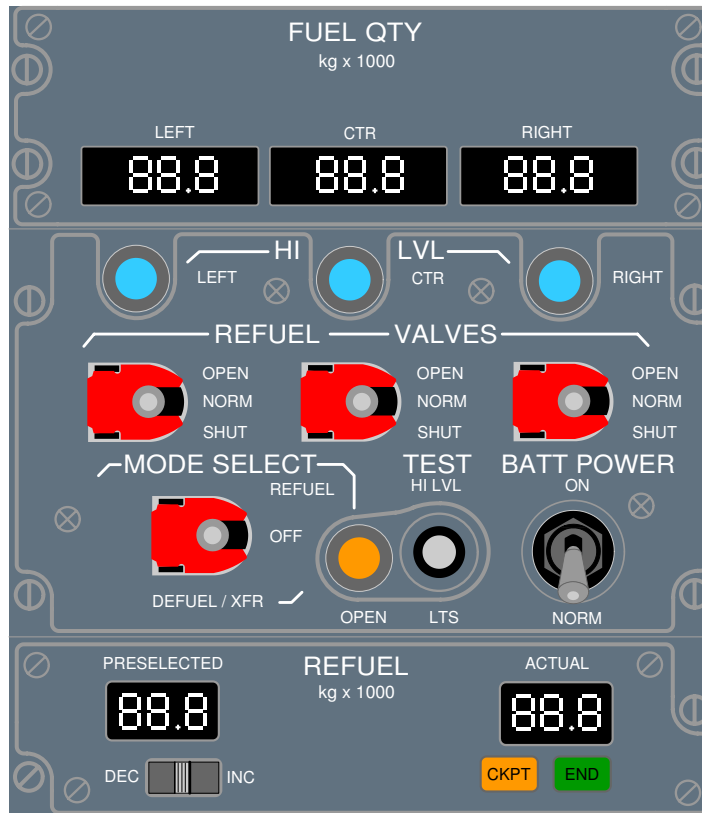 FUEL QTY
kg x 1000
LEFT CTR RIGHT
88.8 88.8 88.8
HI LVL
LEFT CTR RIGHT
REFUEL VALVES
OPEN OPEN OPEN
NORM NORM NORM
SHUT SHUT SHUT
MODE SELECT TEST BATT POWER
REFUEL HI LVL ON
OFF
DEFUEL / XFR
OPEN LTS NORM
PRESELECTED REFUEL ACTUAL
kg x 1000
88.8 88.8
DEC INC CKPT END